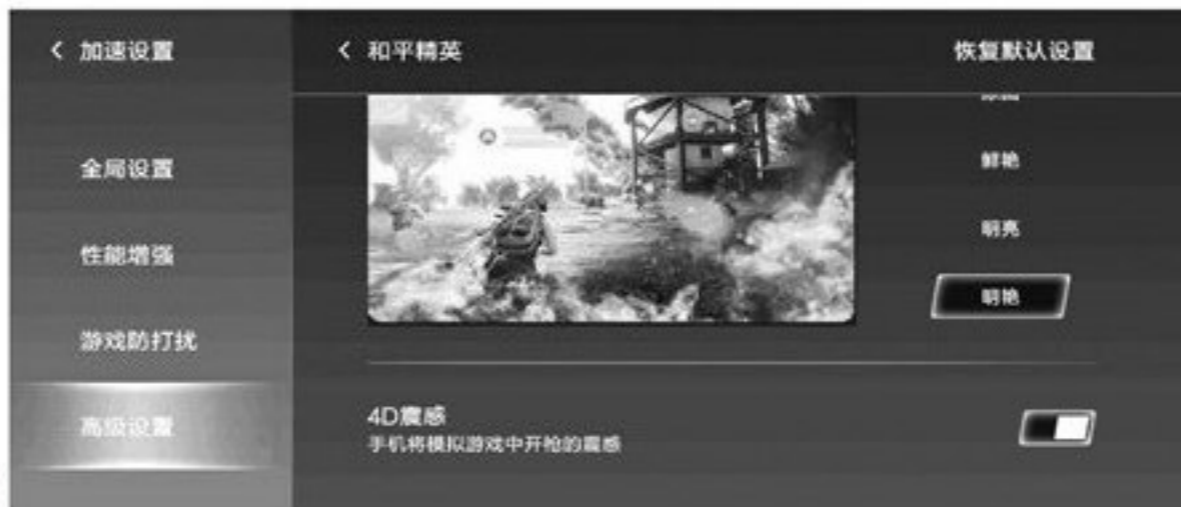 加速设置
全局设置
性能增强
游戏防打扰
高级设置
和平精英
恢复默认设置
鲜艳
明亮
明艳
4D震感
手机将模拟游戏中开枪的震感